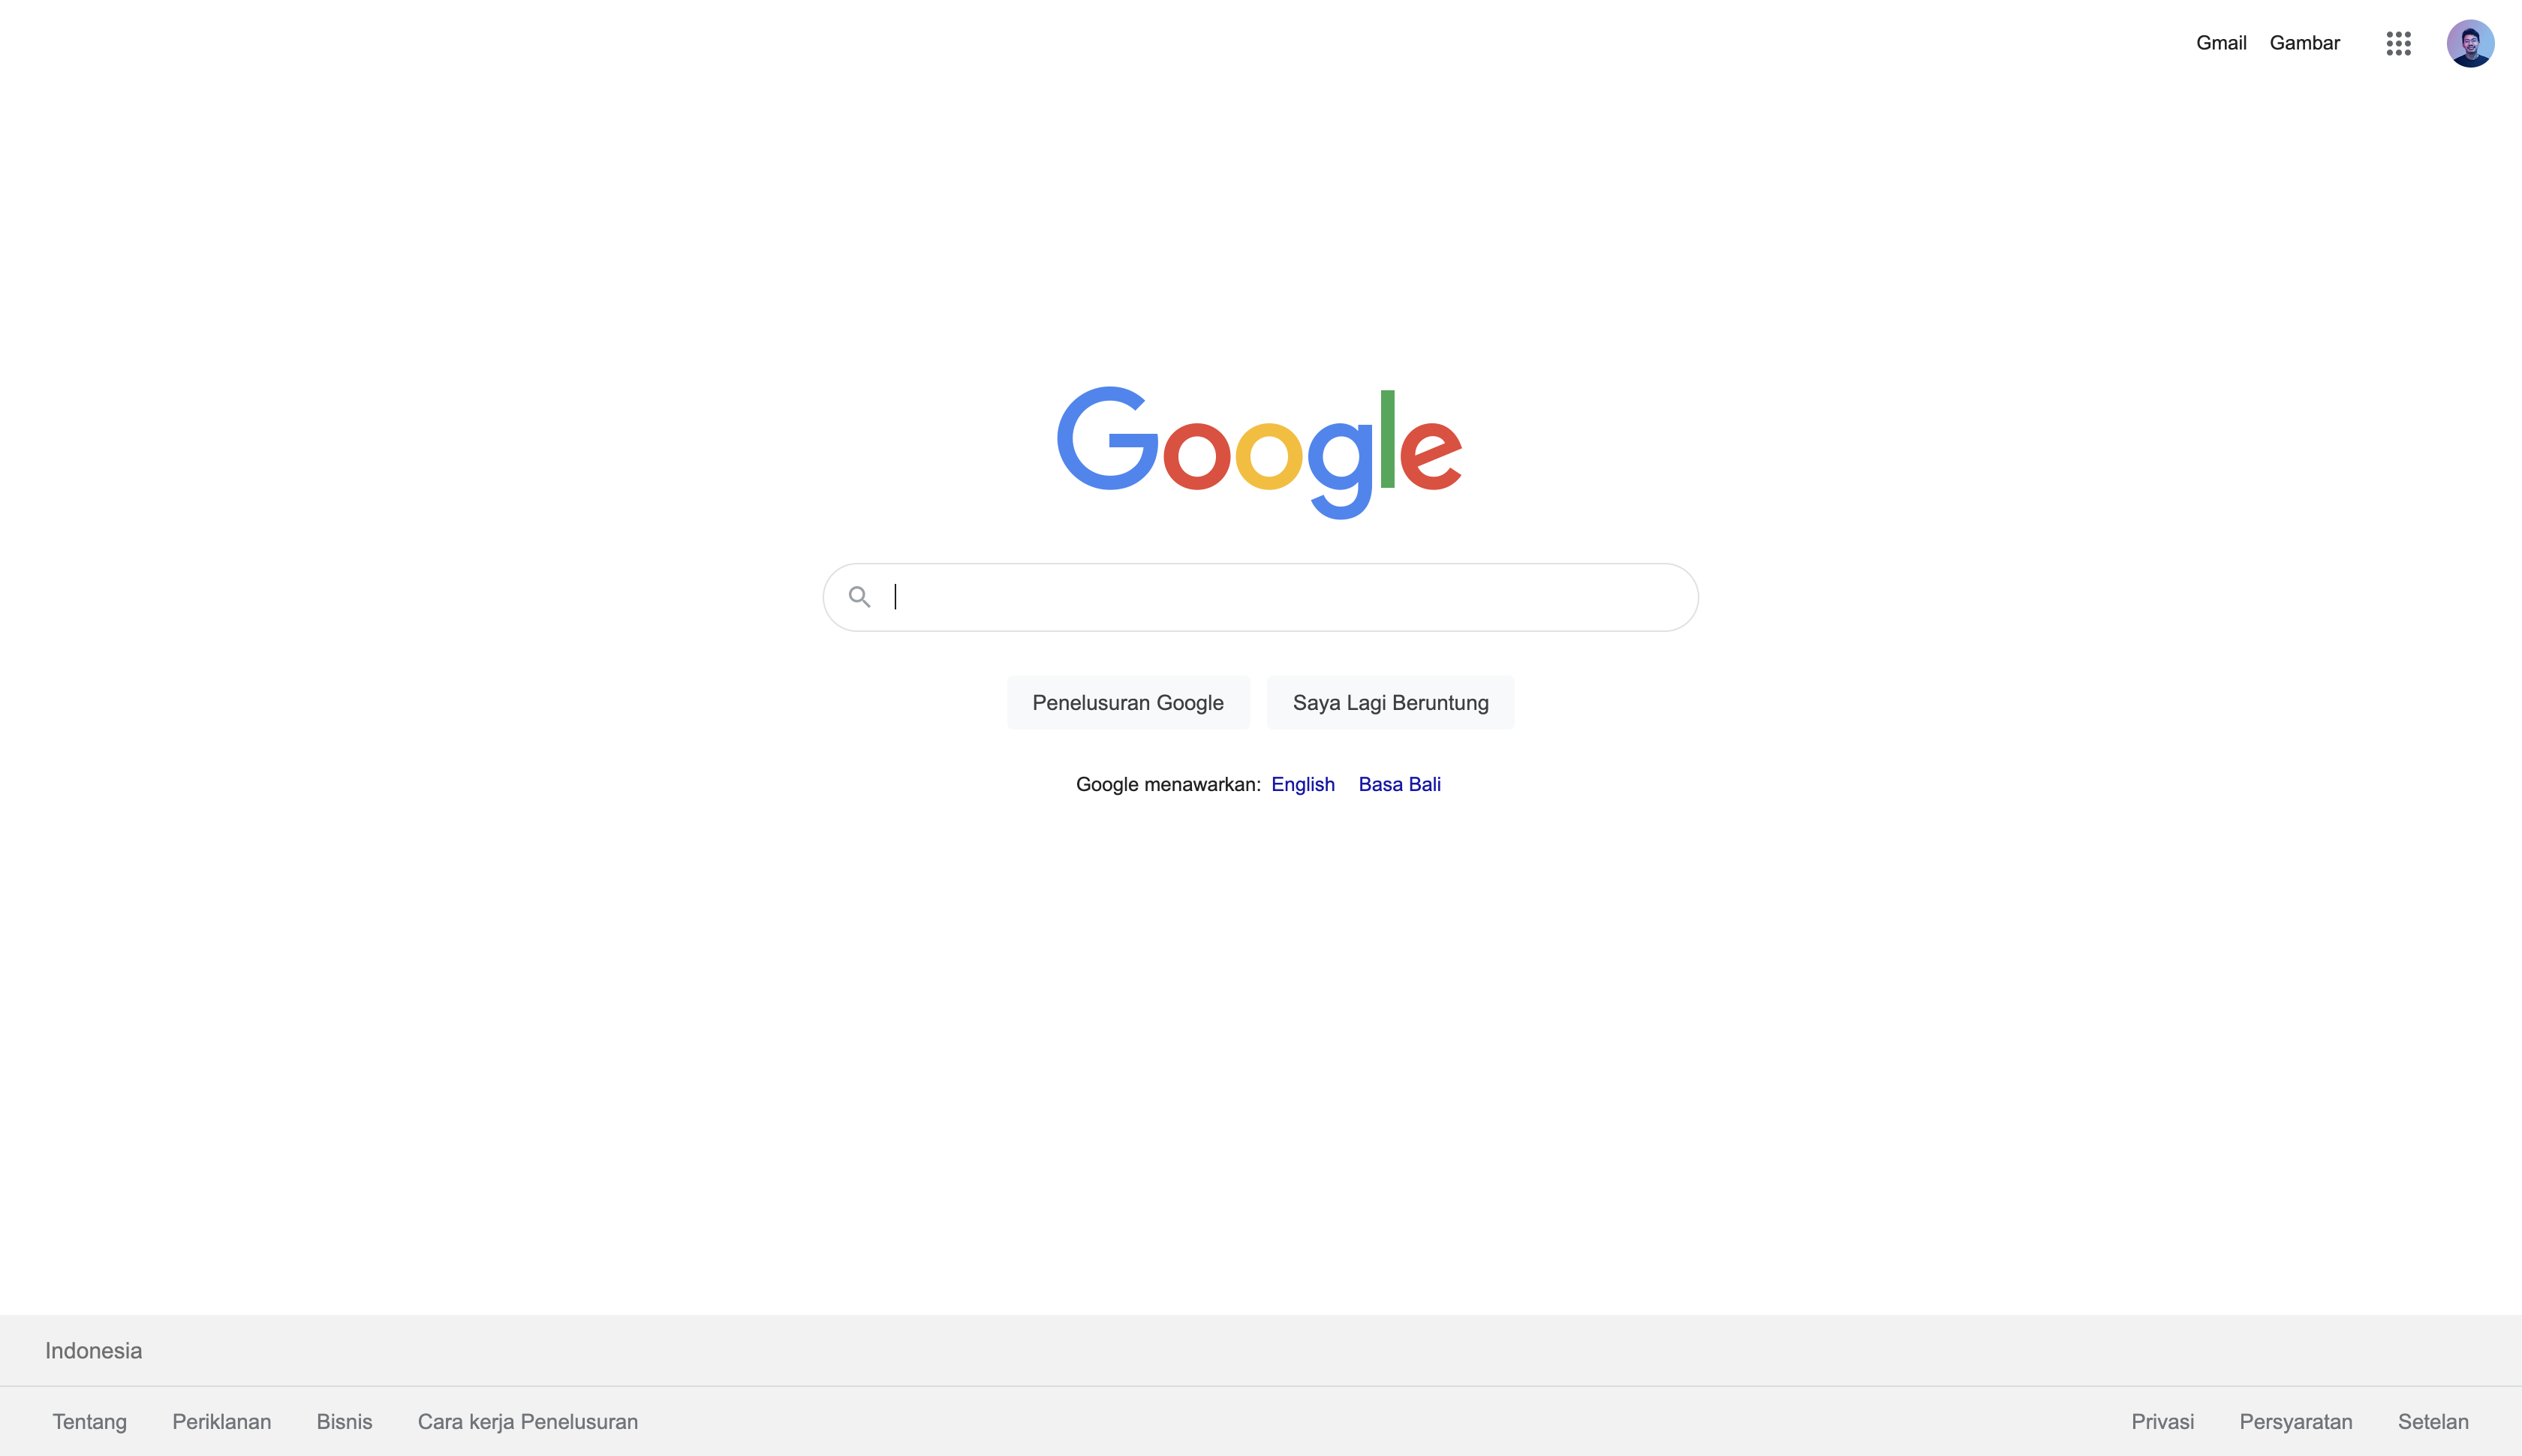 Gmail Gambar
Google
Penelusuran Google Saya Lagi Beruntung
Google menawarkan: English Basa Bali
Indonesia
Tentang Periklanan Bisnis Cara kerja Penelusuran Privasi Persyaratan Setelan